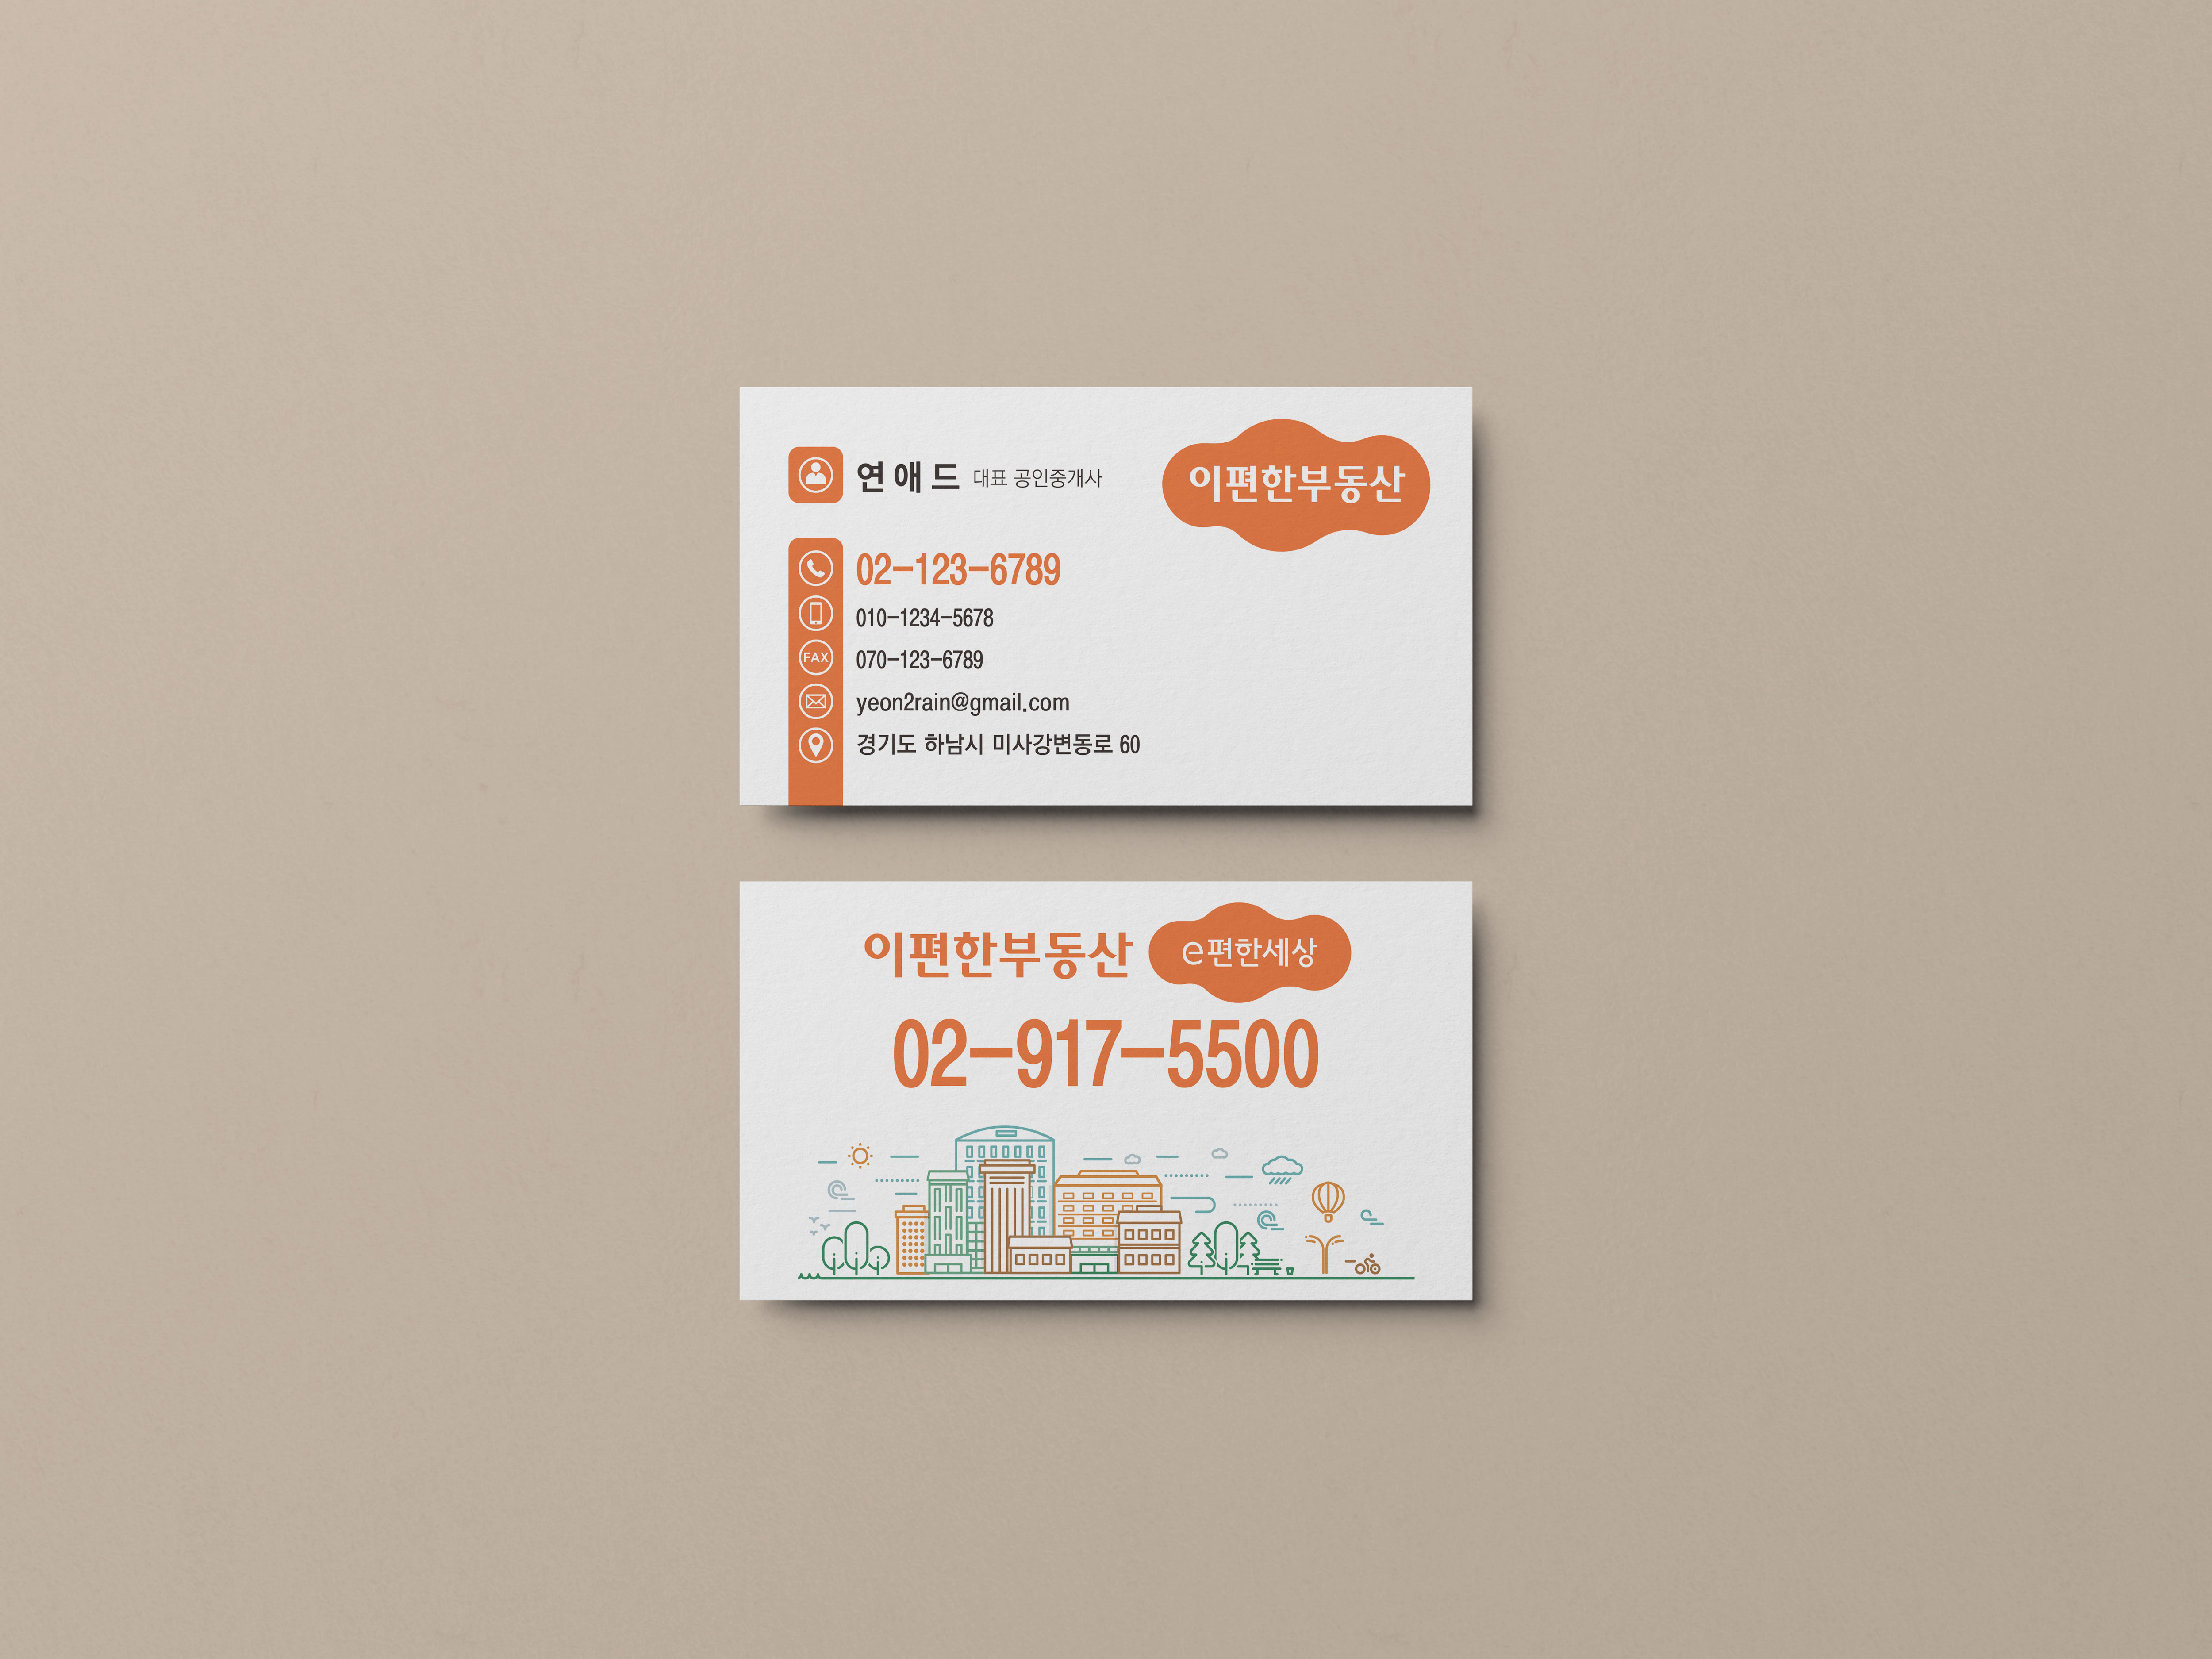 연 애 드 대표 공인중개사
이편한부동산
02-123-6789
010-1234-5678
FAX 070-123-6789
yeon2rain@gmail.com
경기도 하남시 미사강변동로 60
이편한부동산 e편한세상
02-917-5500